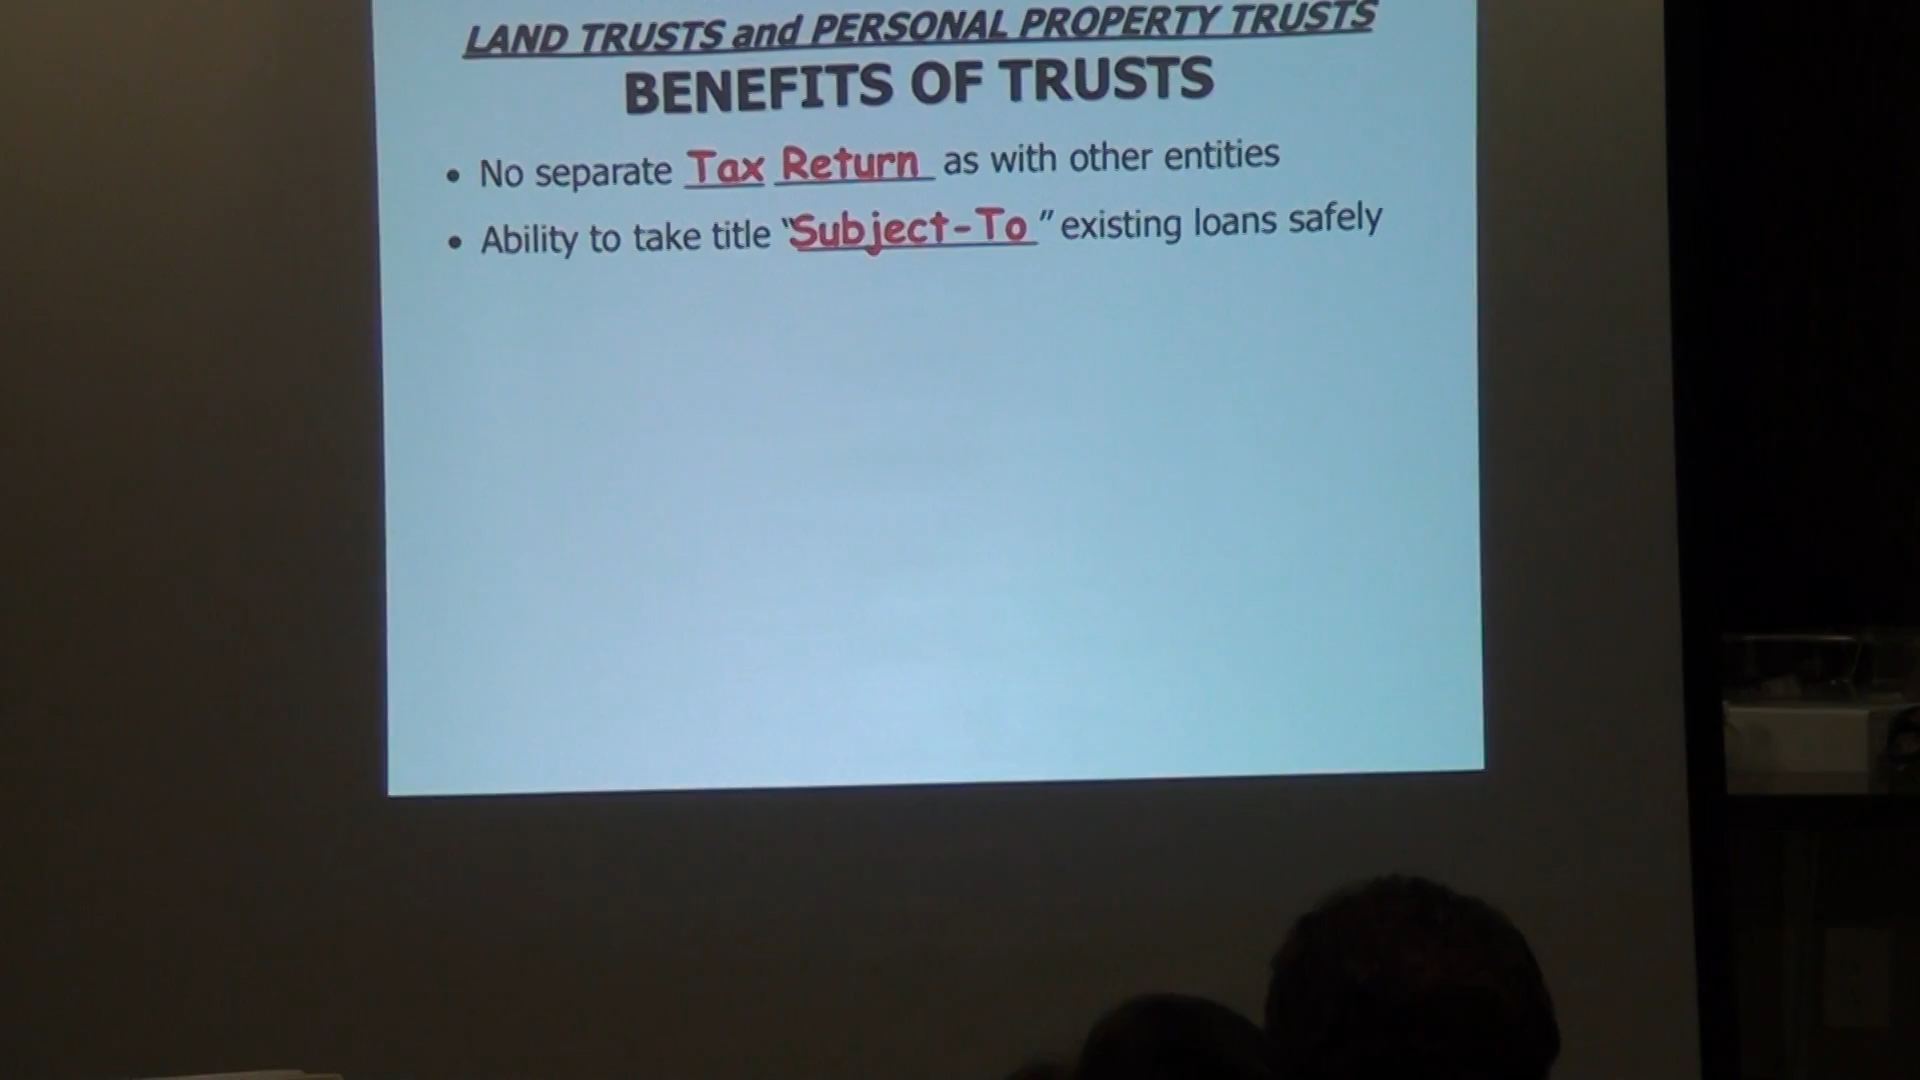 LAND TRUSTS and PERSONAL PROPERTY TRUSTS
BENEFITS OF TRUSTS
• No separate Tax Return as with other entities
• Ability to take title "Subject-To" existing loans safely